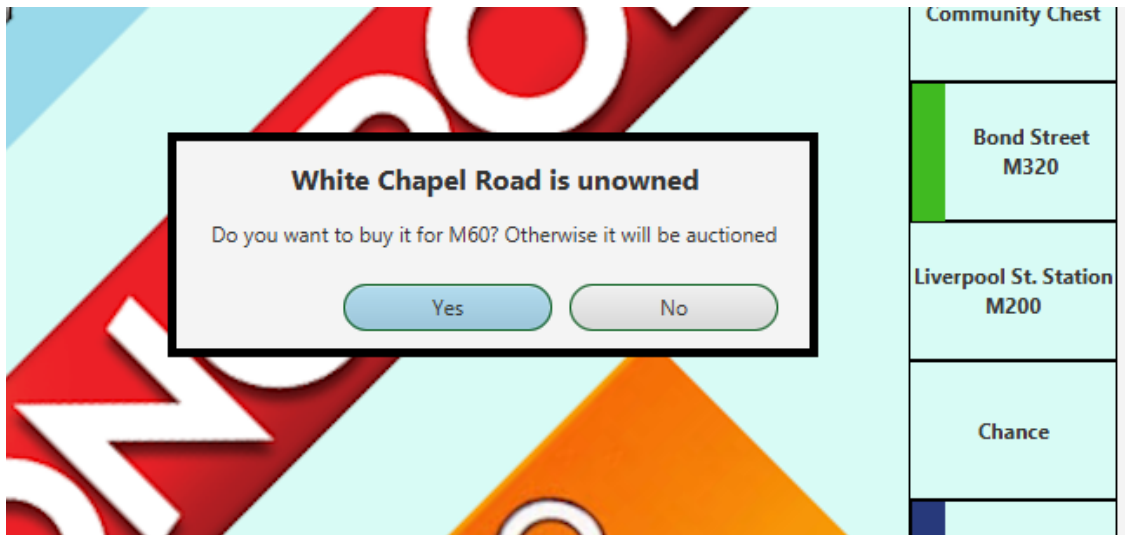 Community Chest
Bond Street
M320
White Chapel Road is unowned
Do you want to buy it for M60? Otherwise it will be auctioned
Yes
No
Liverpool St. Station
M200
Chance